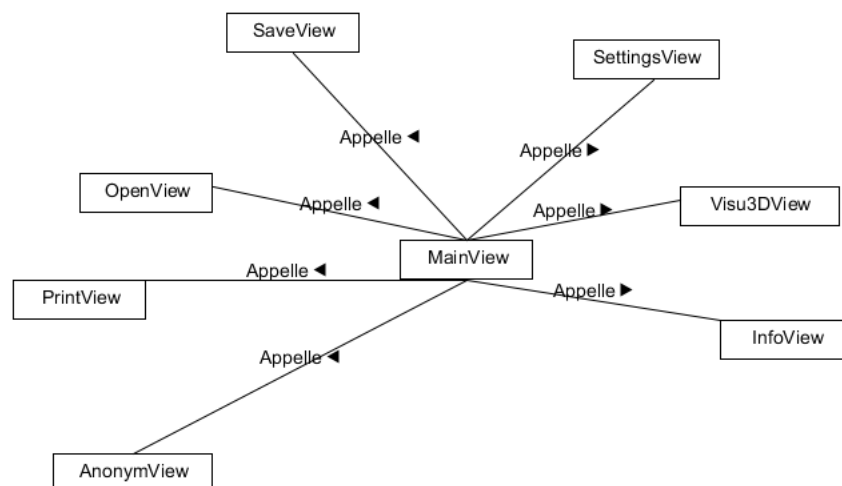 SaveView
SettingsView
Appelle ◀
Appelle ▶
OpenView
Appelle ◀
Appelle ▶
Visu3DView
MainView
Appelle ◀
PrintView
Appelle ▶
InfoView
Appelle ◀
AnonymView